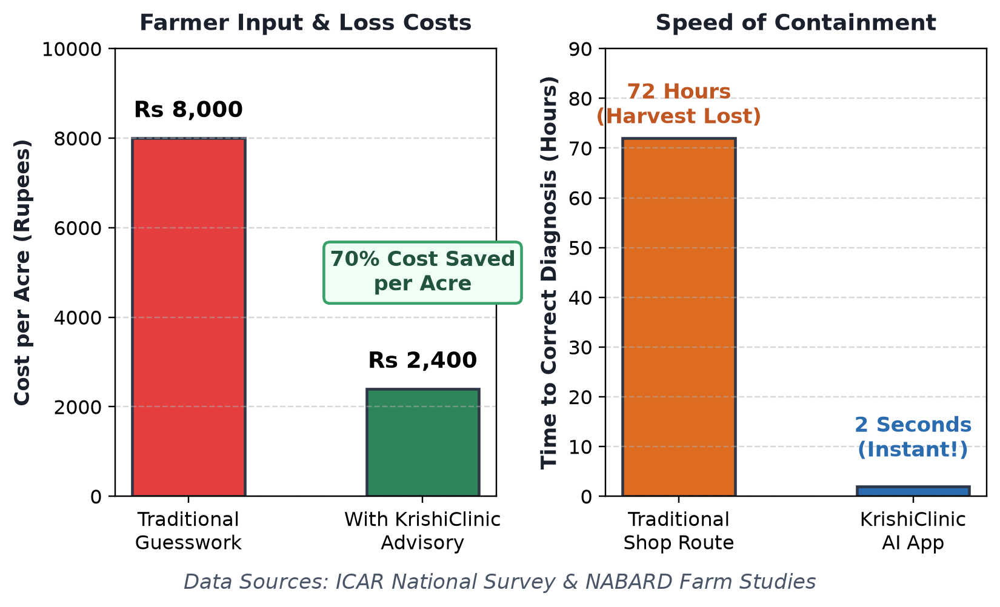 Farmer Input & Loss Costs
Cost per Acre (Rupees)
10000
8000
6000
4000
2000
0
Rs 8,000
70% Cost Saved
per Acre
Rs 2,400
Traditional
Guesswork
With KrishiClinic
Advisory
Speed of Containment
Time to Correct Diagnosis (Hours)
90
80
70
60
50
40
30
20
10
0
72 Hours
(Harvest Lost)
2 Seconds
(Instant!)
Traditional
Shop Route
KrishiClinic
AI App
Data Sources: ICAR National Survey & NABARD Farm Studies